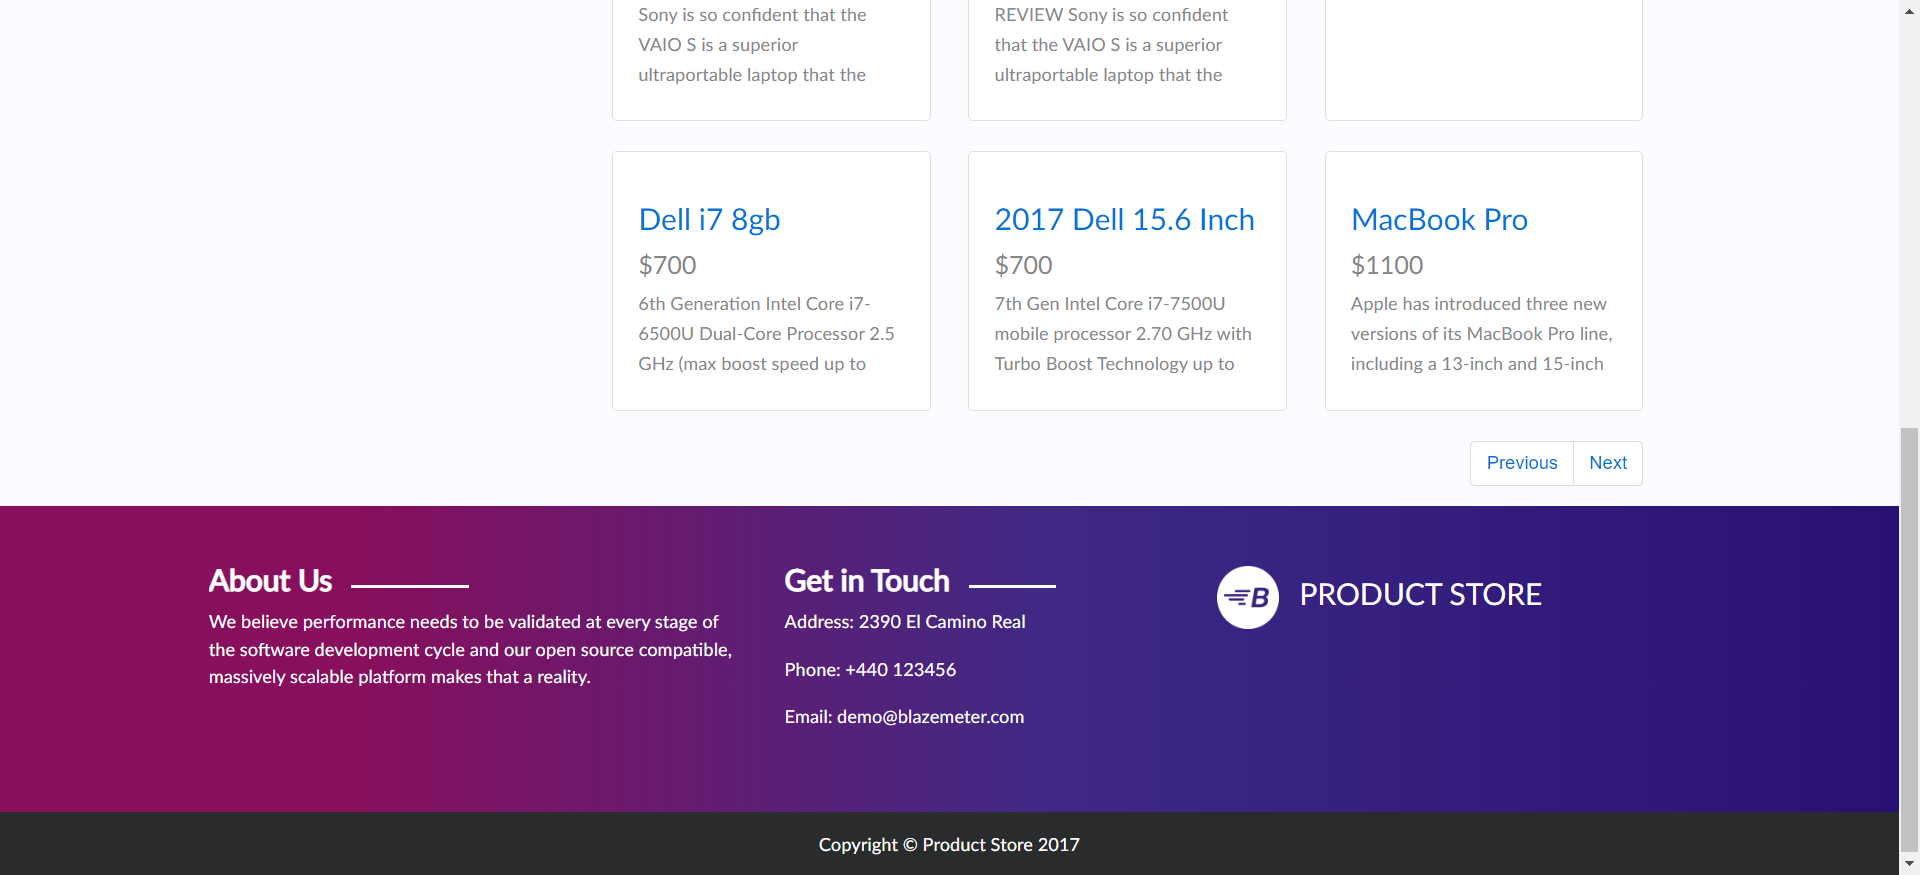 Sony is so confident that the
VAIO S is a superior
ultraportable laptop that the
REVIEW Sony is so confident
that the VAIO S is a superior
ultraportable laptop that the
Dell i7 8gb
$700
6th Generation Intel Core i7-
6500U Dual-Core Processor 2.5
GHz (max boost speed up to
2017 Dell 15.6 Inch
$700
7th Gen Intel Core i7-7500U
mobile processor 2.70 GHz with
Turbo Boost Technology up to
MacBook Pro
$1100
Apple has introduced three new
versions of its MacBook Pro line,
including a 13-inch and 15-inch
Previous
Next
About Us
We believe performance needs to be validated at every stage of
the software development cycle and our open source compatible,
massively scalable platform makes that a reality.
Get in Touch
Address: 2390 El Camino Real
Phone: +440 123456
Email: demo@blazemeter.com
B
PRODUCT STORE
Copyright © Product Store 2017